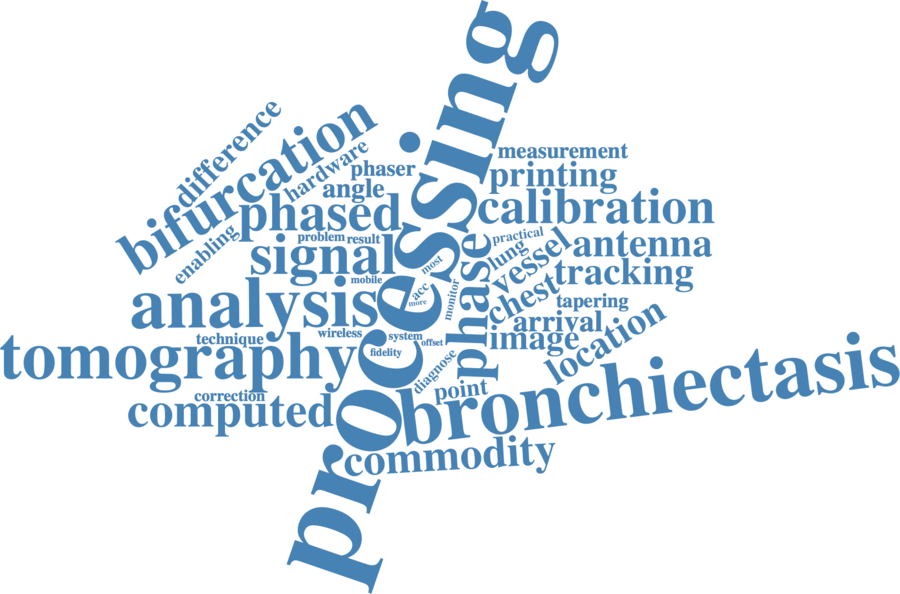 processing
difference
bifurcation
hardware
phaser
angle
measurement
printing
phased
calibration
enabling
problem
result
practical
signal
most
lung
vessel
antenna
tracking
mobile
acc
more
monitor
phase
chest
analysis
tapering
wireless
system
offset
arrival
image
location
technique
tomography
fidelity
diagnose
point
bronchiectasis
correction
computed
commodity